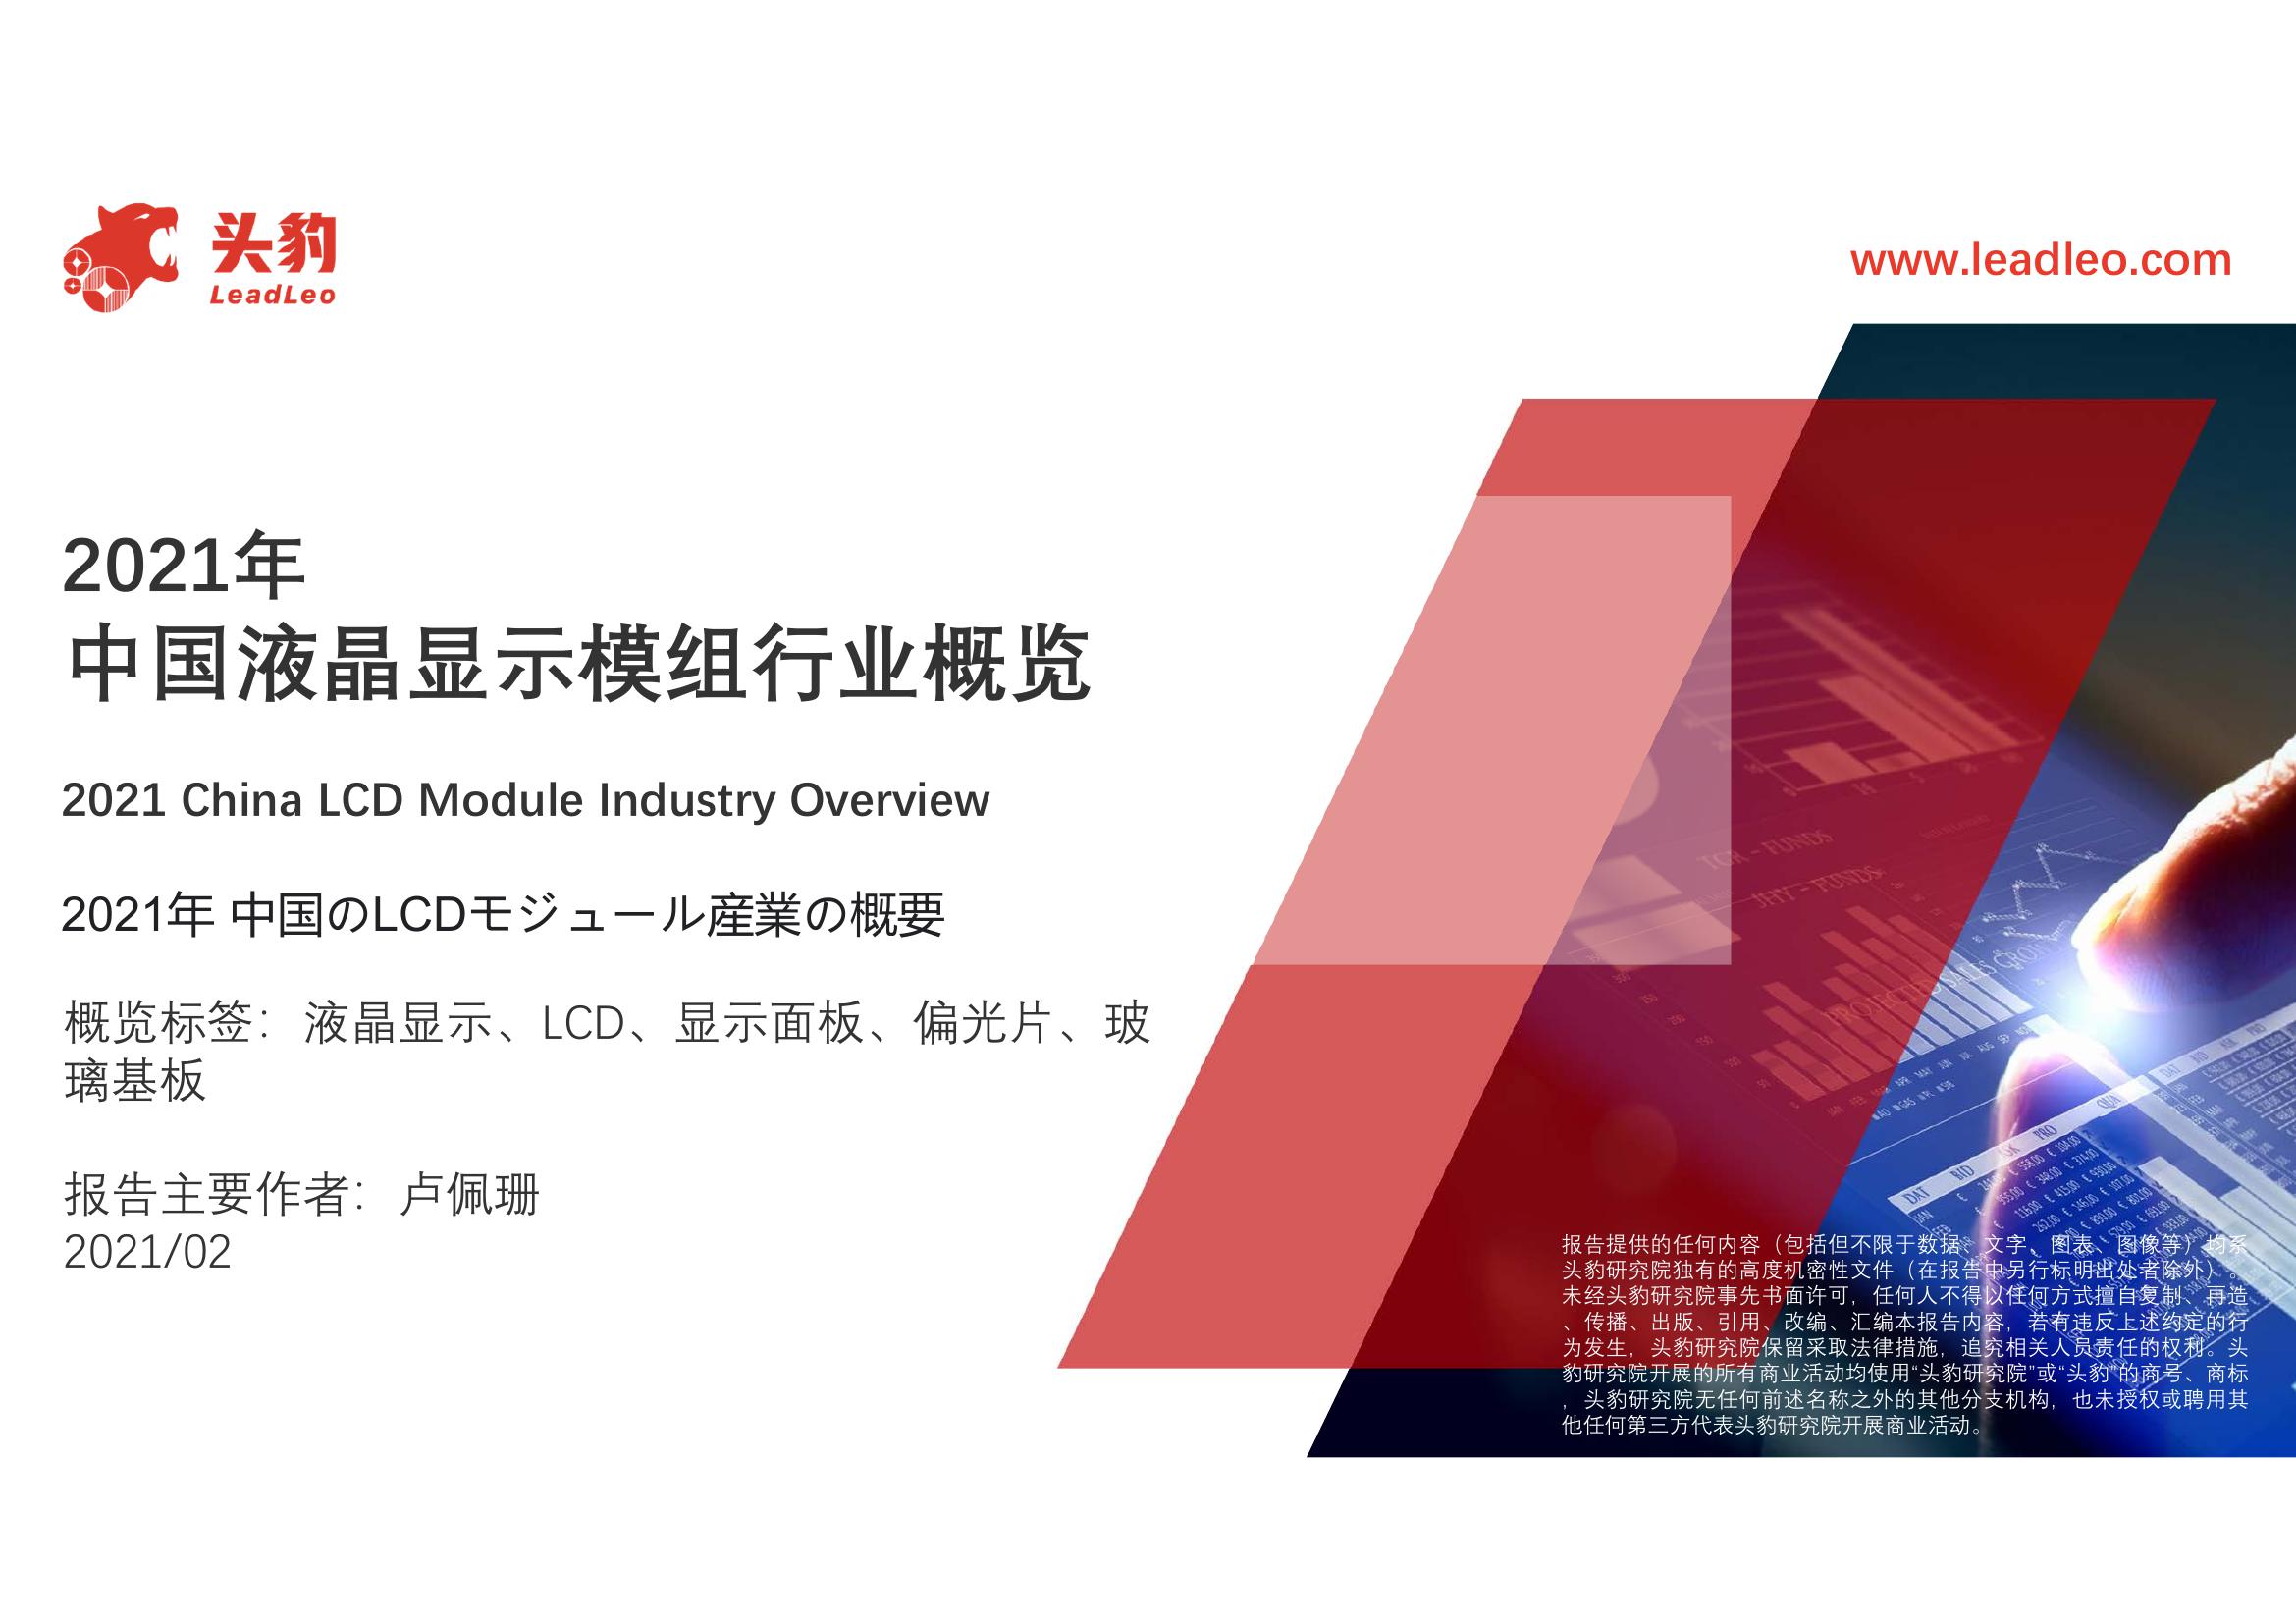 头豹
LeadLeo
www.leadleo.com
2021年
中国液晶显示模组行业概览
2021 China LCD Module Industry Overview
2021年 中国のLCDモジュール産業の概要
概览标签：液晶显示、LCD、显示面板、偏光片、玻
璃基板
报告主要作者：卢佩珊
2021/02
TCR - FUNDS
JHY - FUNDS
报告提供的任何内容（包括但不限于数据、文字、图表、图像等）均系
头豹研究院独有的高度机密性文件（在报告中另行标明出处者除外）。
未经头豹研究院事先书面许可，任何人不得以任何方式擅自复制、再造
、传播、出版、引用、改编、汇编本报告内容，若有违反上述约定的行
为发生，头豹研究院保留采取法律措施，追究相关人员责任的权利。头
豹研究院开展的所有商业活动均使用“头豹研究院”或“头豹”的商号、商标
，头豹研究院无任何前述名称之外的其他分支机构，也未授权或聘用其
他任何第三方代表头豹研究院开展商业活动。